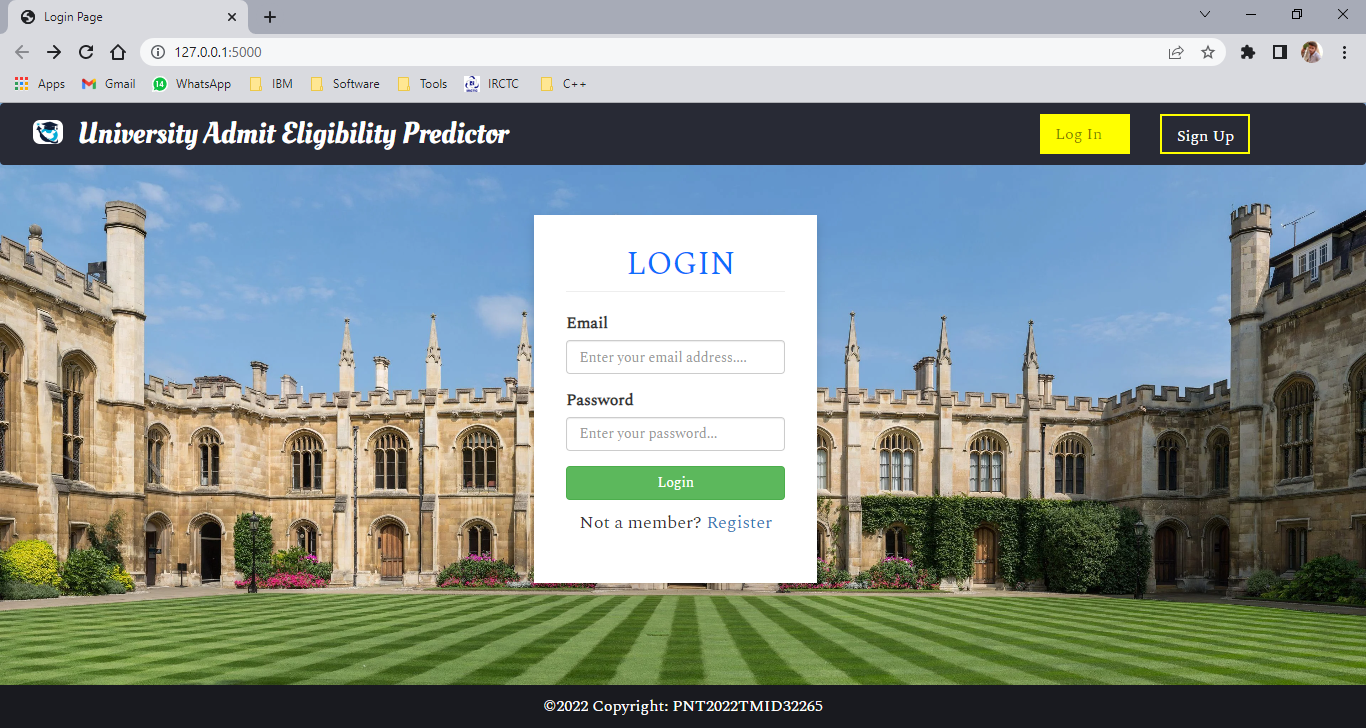 Login Page
127.0.0.1:5000
Apps Gmail 14 WhatsApp IBM Software Tools IRCTC C++
University Admit Eligibility Predictor Log In Sign Up
LOGIN
Email
Enter your email address....
Password
Enter your password...
Login
Not a member? Register
©2022 Copyright: PNT2022TMID32265